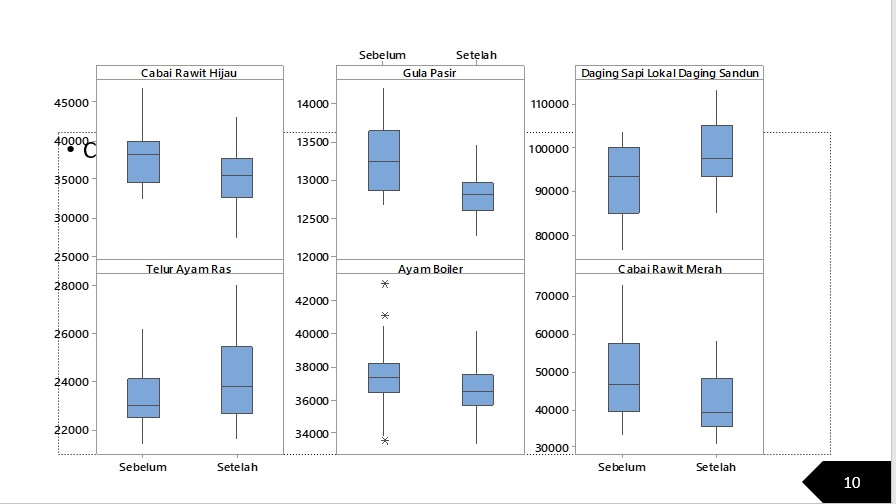 Sebelum Setelah
Cabai Rawit Hijau Gula Pasir Daging Sapi Lokal Daging Sandun
45000 14000 110000
40000 13500 100000
• C
35000 13000 90000
30000 12500 80000
25000 12000
Telur Ayam Ras Ayam Boiler Cabai Rawit Merah
28000 42000 70000
26000 40000 60000
24000 38000 50000
22000 36000 40000
34000 30000
Sebelum Setelah Sebelum Setelah
10